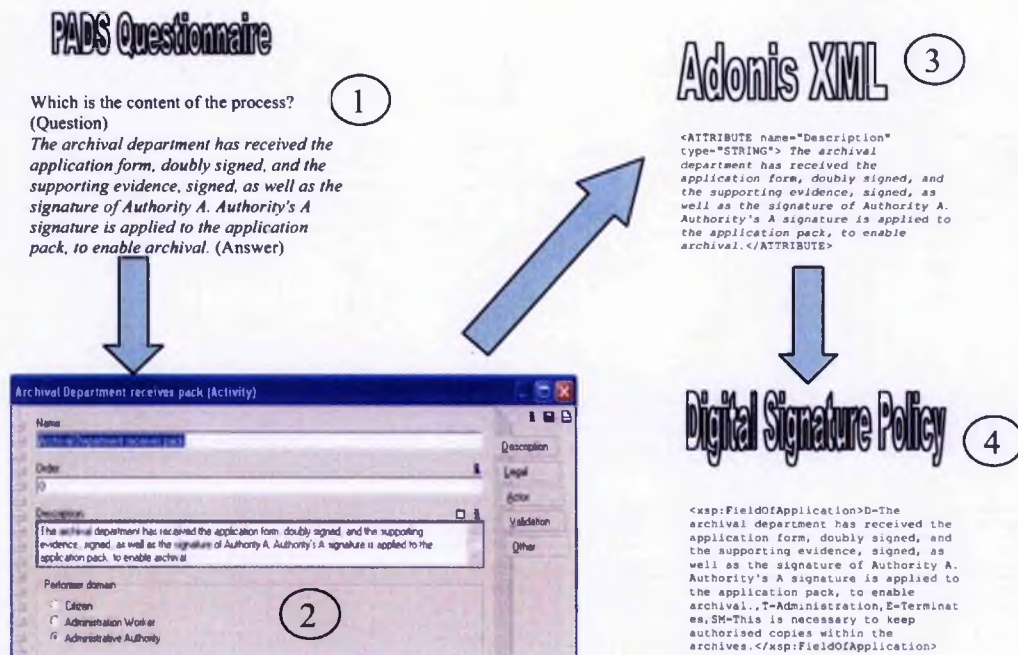 PADS Questionnaire
1
Which is the content of the process?
(Question)
The archival department has received the
application form, doubly signed, and the
supporting evidence, signed, as well as the
signature of Authority A. Authority's A
signature is applied to the application
pack, to enable archival. (Answer)
Archival Department receives pack (Activity)
Name
Archival Department receives pack
Order
0
Description
The archival department has received the application form, doubly signed, and the supporting
evidence, signed, as well as the signature of Authority A. Authority's A signature is applied to the
application pack, to enable archival.
Performer domain
Citizen
Administration Worker
Administrative Authority
Description
Legal
Actor
Validation
Other
2
Adonis XML
3
<ATTRIBUTE name="Description"
type="STRING"> The archival
department has received the
application form, doubly signed, and
the supporting evidence, signed, as
well as the signature of Authority A.
Authority's A signature is applied to
the application pack, to enable
archival.</ATTRIBUTE>
Digital Signature Policy
4
<xsp:FieldOfApplication>D-The
archival department has received the
application form, doubly signed, and
the supporting evidence, signed, as
well as the signature of Authority A.
Authority's A signature is applied to
the application pack, to enable
archival.,T-Administration,E-Terminat
es,SM-This is necessary to keep
authorised copies within the
archives.</xsp:FieldOfApplication>